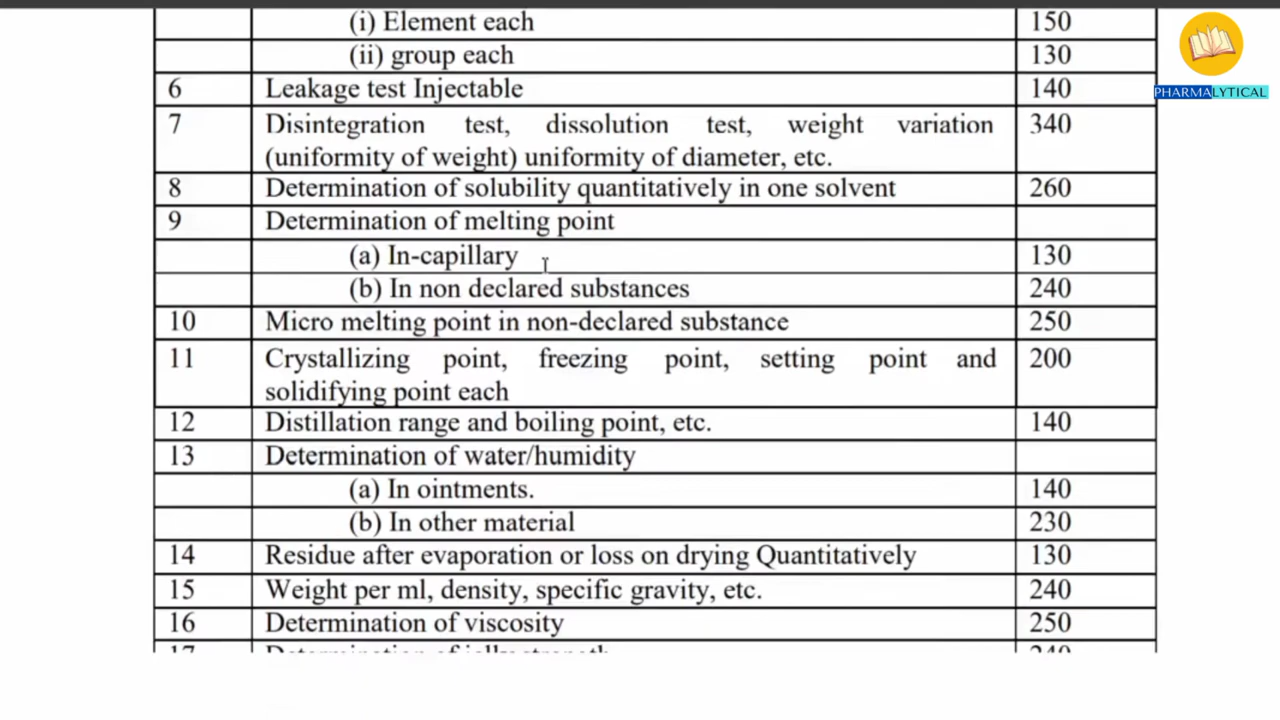 (i) Element each 150
(ii) group each 130
PHARMALYTICAL
6 Leakage test Injectable 140
7 Disintegration test, dissolution test, weight variation 340
(uniformity of weight) uniformity of diameter, etc.
8 Determination of solubility quantitatively in one solvent 260
9 Determination of melting point
(a) In-capillary 130
(b) In non declared substances 240
10 Micro melting point in non-declared substance 250
11 Crystallizing point, freezing point, setting point and 200
solidifying point each
12 Distillation range and boiling point, etc. 140
13 Determination of water/humidity
(a) In ointments. 140
(b) In other material 230
14 Residue after evaporation or loss on drying Quantitatively 130
15 Weight per ml, density, specific gravity, etc. 240
16 Determination of viscosity 250
17 Determination of jelly strength 240